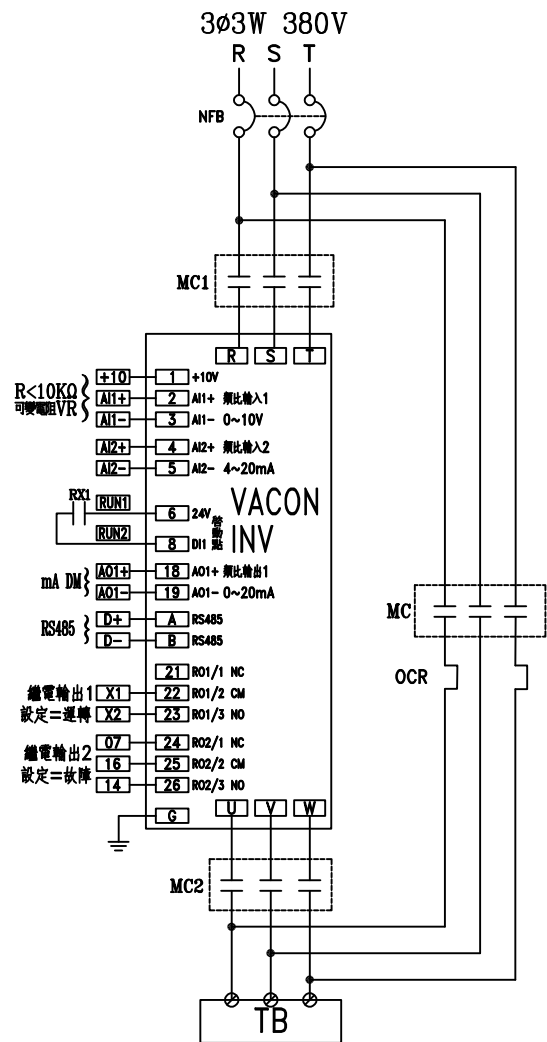 3ø3W 380V
R S T
NFB
MC1
R S T
+10 1 +10V
R<10KΩ
可變電阻VR
AI1+ 2 AI1+ 類比輸入1
AI1- 3 AI1- 0~10V
AI2+ 4 AI2+ 類比輸入2
AI2- 5 AI2- 4~20mA
VACON
INV
RX1 RUN1 6 24V
啓動點
RUN2 8 DI1
mA DM
AO1+ 18 AO1+ 類比輸出1
AO1- 19 AO1- 0~20mA
RS485
D+ A RS485
D- B RS485
MC
OCR
21 RO1/1 NC
繼電輸出1 X1 22 RO1/2 CM
設定=運轉 X2 23 RO1/3 NO
07 24 RO2/1 NC
繼電輸出2 16 25 RO2/2 CM
設定=故障 14 26 RO2/3 NO
G
U V W
MC2
TB